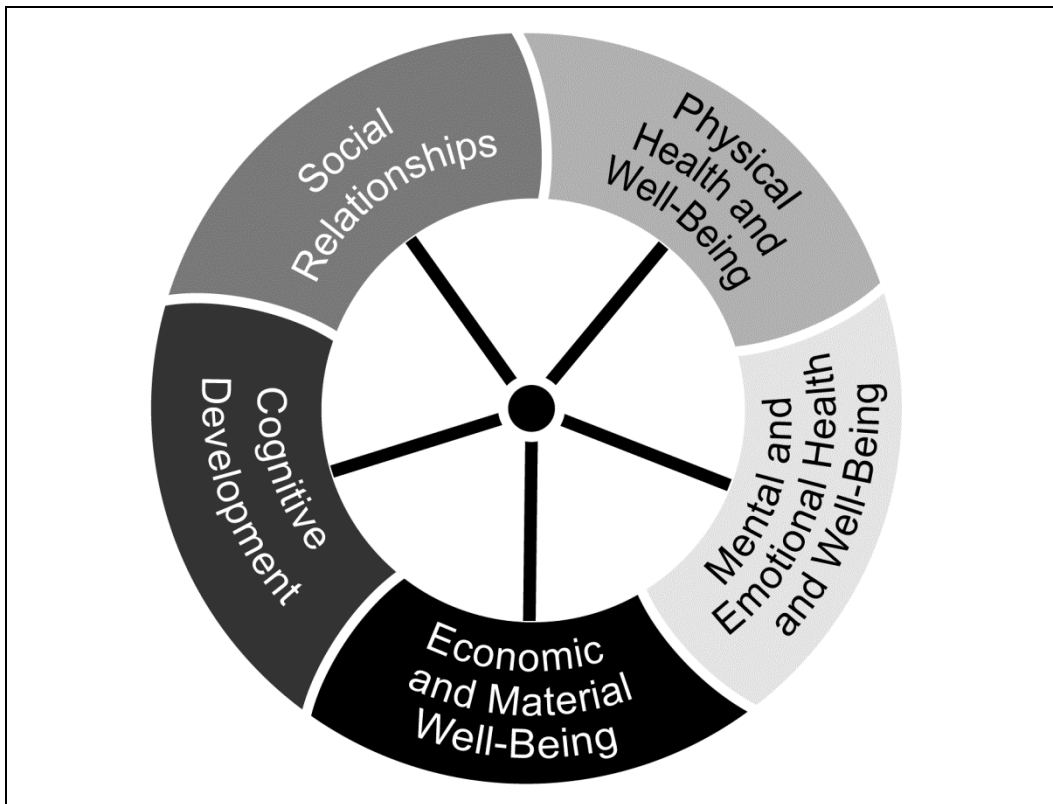 Social
Relationships
Physical
Health and
Well-Being
Mental and
Emotional Health
and Well-Being
Economic
and Material
Well-Being
Cognitive
Development